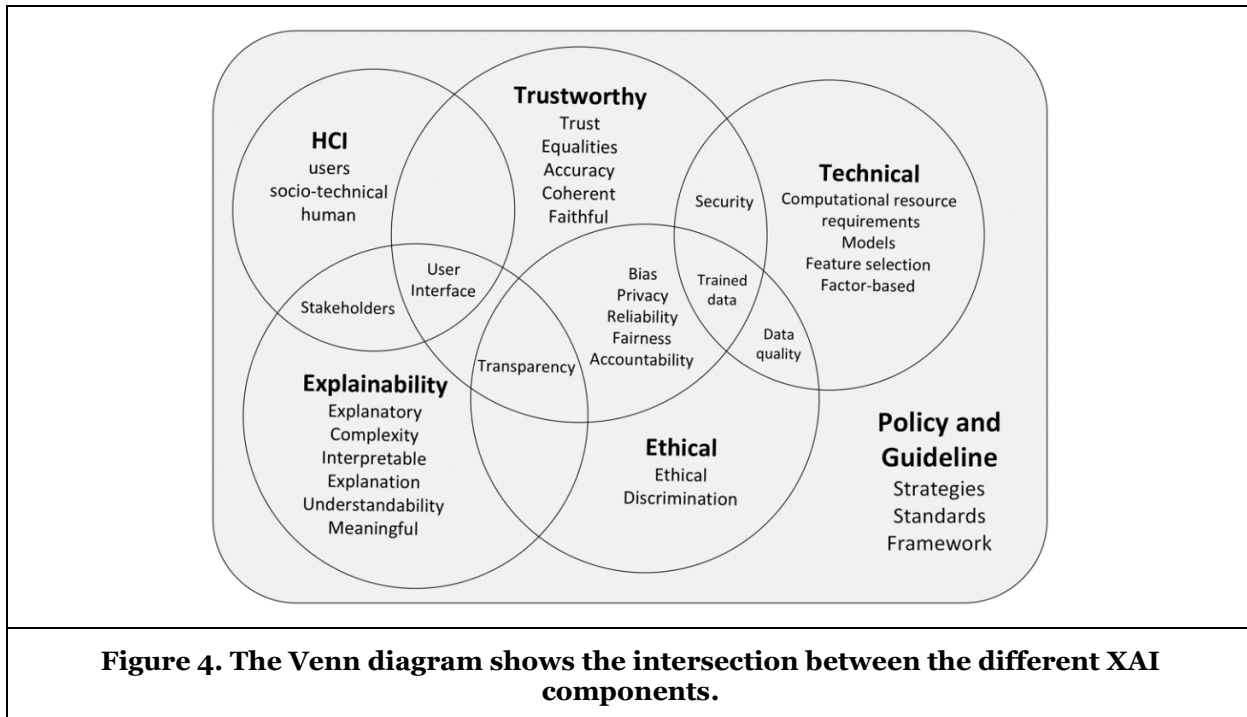 HCI
users
socio-technical
human
Trustworthy
Trust
Equalities
Accuracy
Coherent
Faithful
Technical
Computational resource
requirements
Models
Feature selection
Factor-based
Security
User
Interface
Stakeholders
Bias
Privacy
Reliability
Fairness
Accountability
Trained
data
Data
quality
Transparency
Explainability
Explanatory
Complexity
Interpretable
Explanation
Understandability
Meaningful
Ethical
Ethical
Discrimination
Policy and
Guideline
Strategies
Standards
Framework
Figure 4. The Venn diagram shows the intersection between the different XAI
components.